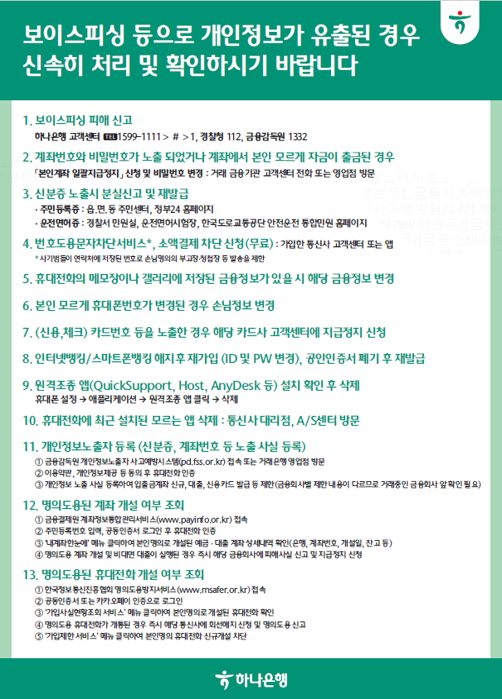 보이스피싱 등으로 개인정보가 유출된 경우
신속히 처리 및 확인하시기 바랍니다
1. 보이스피싱 피해 신고
하나은행 고객센터 ☎1599-1111> # >1, 경찰청 112, 금융감독원 1332
2. 계좌번호와 비밀번호가 노출 되었거나 계좌에서 본인 모르게 자금이 출금된 경우
「본인계좌 일괄지급정지」 신청 및 비밀번호 변경 : 거래 금융기관 고객센터 전화 또는 영업점 방문
3. 신분증 노출시 분실신고 및 재발급
· 주민등록증 : 읍.면.동 주민센터, 정부24 홈페이지
· 운전면허증 : 경찰서 민원실, 운전면허시험장, 한국도로교통공단 안전운전 통합민원 홈페이지
4. 번호도용문자차단서비스*, 소액결제 차단 신청(무료) : 가입한 통신사 고객센터 또는 앱
* 사기범들이 연락처에 저장된 번호로 손님명의의 부고장·청첩장 등 발송을 제한
5. 휴대전화의 메모장이나 갤러리에 저장된 금융정보가 있을 시 해당 금융정보 변경
6. 본인 모르게 휴대폰번호가 변경된 경우 손님정보 변경
7. (신용,체크) 카드번호 등을 노출한 경우 해당 카드사 고객센터에 지급정지 신청
8. 인터넷뱅킹/스마트폰뱅킹 해지후 재가입 (ID 및 PW 변경), 공인인증서 폐기 후 재발급
9. 원격조종 앱(QuickSupport, Host, AnyDesk 등) 설치 확인 후 삭제
휴대폰 설정 → 애플리케이션 → 원격조종 앱 클릭 → 삭제
10. 휴대전화에 최근 설치된 모르는 앱 삭제 : 통신사 대리점, A/S센터 방문
11. 개인정보노출자 등록 (신분증, 계좌번호 등 노출 사실 등록)
① 금융감독원 개인정보노출자 사고예방시스템(pd.fss.or.kr) 접속 또는 거래은행 영업점 방문
② 이용약관, 개인정보제공 등 동의 후 휴대전화 인증
③ 개인정보 노출 사실 등록하여 입출금계좌 신규, 대출, 신용카드 발급 등 제한(금융회사별 제한 내용이 다르므로 거래중인 금융회사 앞 확인 필요)
12. 명의도용된 계좌 개설 여부 조회
① 금융결제원 계좌정보통합관리서비스(www.payinfo.or.kr) 접속
② 주민등록번호 입력, 공동인증서 로그인 후 휴대전화 인증
③ '내계좌한눈에' 메뉴 클릭하여 본인명의로 개설된 예금·대출 계좌 상세내역 확인(은행, 계좌번호, 개설일, 잔고 등)
④ 명의도용 계좌 개설 및 비대면 대출이 실행된 경우 즉시 해당 금융회사에 피해사실 신고 및 지급정지 신청
13. 명의도용된 휴대전화 개설 여부 조회
① 한국정보통신진흥협회 명의도용방지서비스(www.msafer.or.kr) 접속
② 공동인증서 또는 카카오페이 인증으로 로그인
③ '가입사실현황조회 서비스' 메뉴 클릭하여 본인명의로 개설된 휴대전화 확인
④ 명의도용 휴대전화가 개통된 경우 즉시 해당 통신사에 회선해지 신청 및 명의도용 신고
⑤ '가입제한 서비스' 메뉴 클릭하여 본인명의 휴대전화 신규개설 차단
하나은행